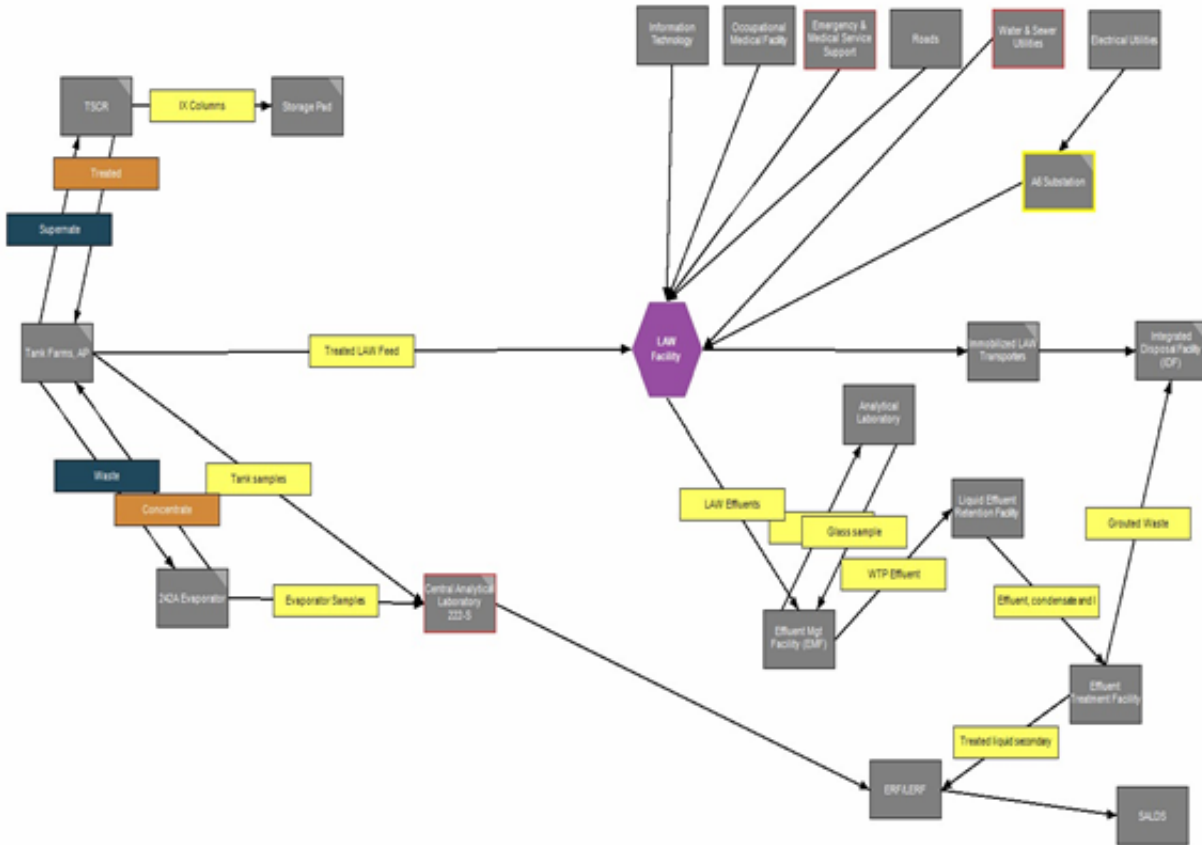 Information
Technology
Occupational
Medical Facility
Emergency &
Medical Service
Support
Roads
Water & Sewer
Utilities
Electrical Utilities
TSCR
IX Columns
Storage Pad
Treated
A6 Substation
Supernate
Tank Farms, AP
Treated LAW Feed
LAW
Facility
Immobilized LAW
Transporters
Integrated
Disposal Facility
(IDF)
Analytical
Laboratory
Waste
Tank samples
Concentrate
LAW Effluents
Glass sample
Liquid Effluent
Retention Facility
Grouted Waste
WTP Effluent
242A Evaporator
Evaporator Samples
Central Analytical
Laboratory
222-S
Effluent, condensate and l
Effluent Mgt
Facility (EMF)
Effluent
Treatment Facility
Treated liquid secondary
ERF/LERF
SALDS